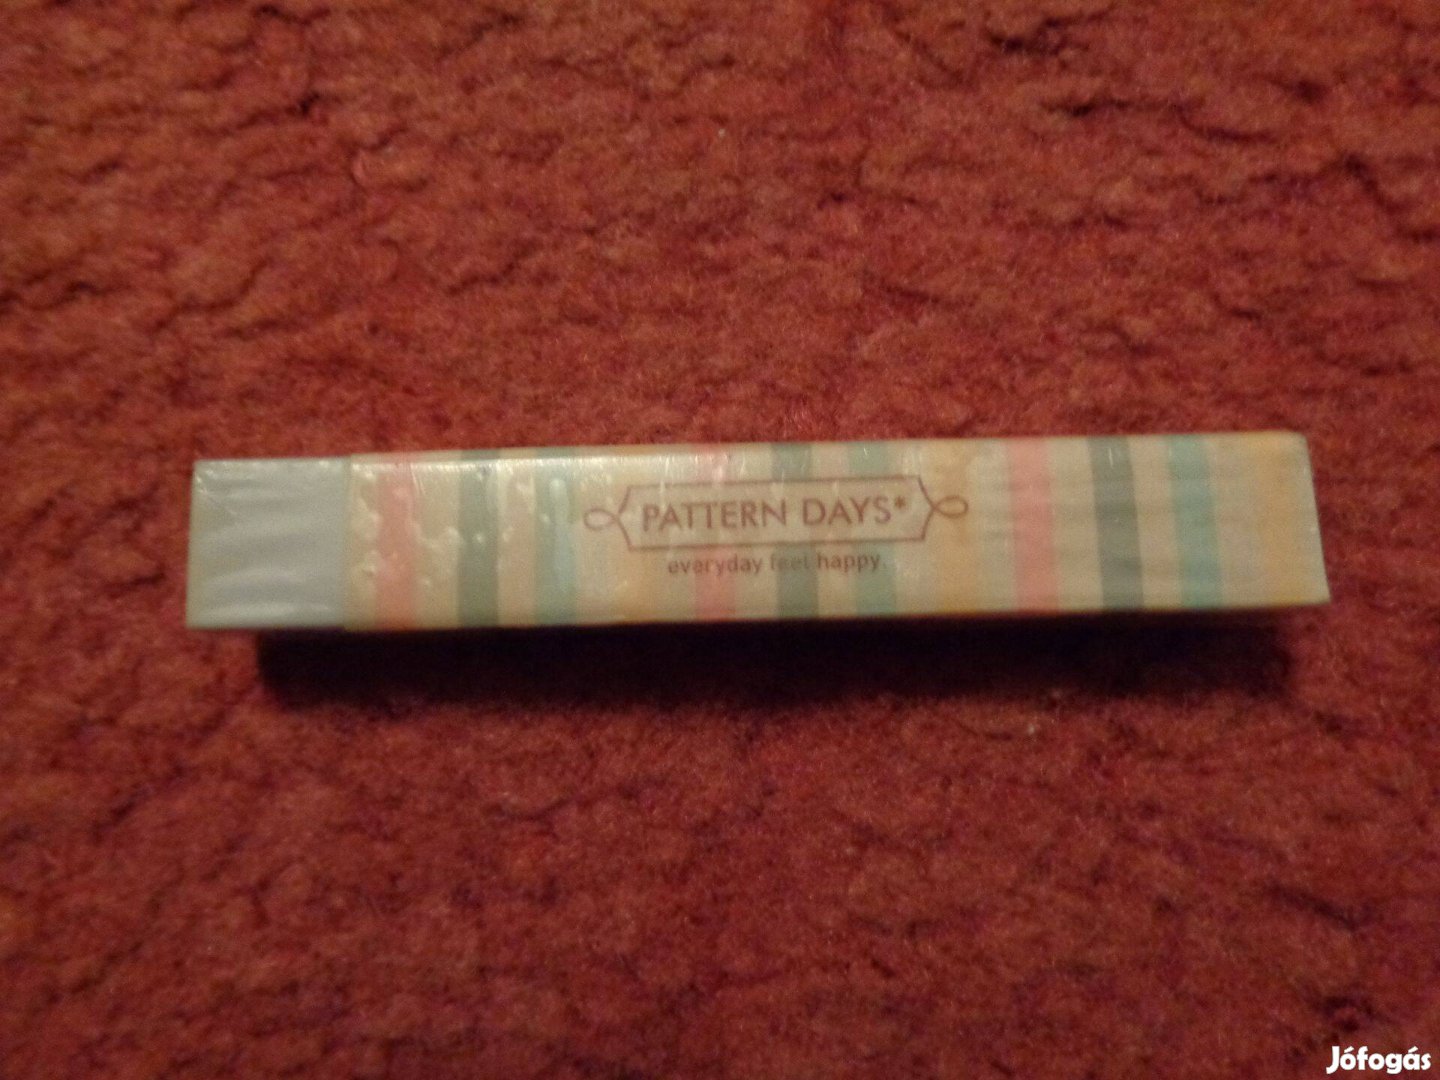 PATTERN DAYS*
everyday feel happy.
Jófogás